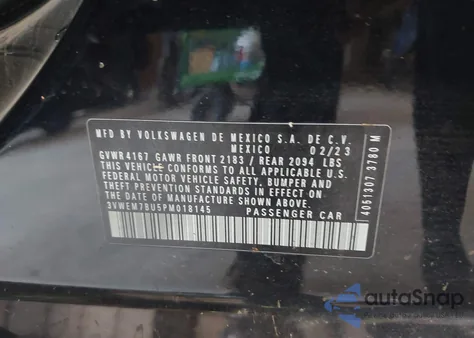 MFD BY VOLKSWAGEN DE MEXICO S.A. DE C.V.
MEXICO 02/23
GVWR4167 GAWR FRONT 2183 / REAR 2094 LBS
THIS VEHICLE CONFORMS TO ALL APPLICABLE U.S.
FEDERAL MOTOR VEHICLE SAFETY, BUMPER AND
THEFT PREVENTION STANDARDS IN EFFECT ON THE
DATE OF MANUFACTURE SHOWN ABOVE.
3VWEM7BU5PM018145 PASSENGER CAR
4051307 3780 M
autoSnap